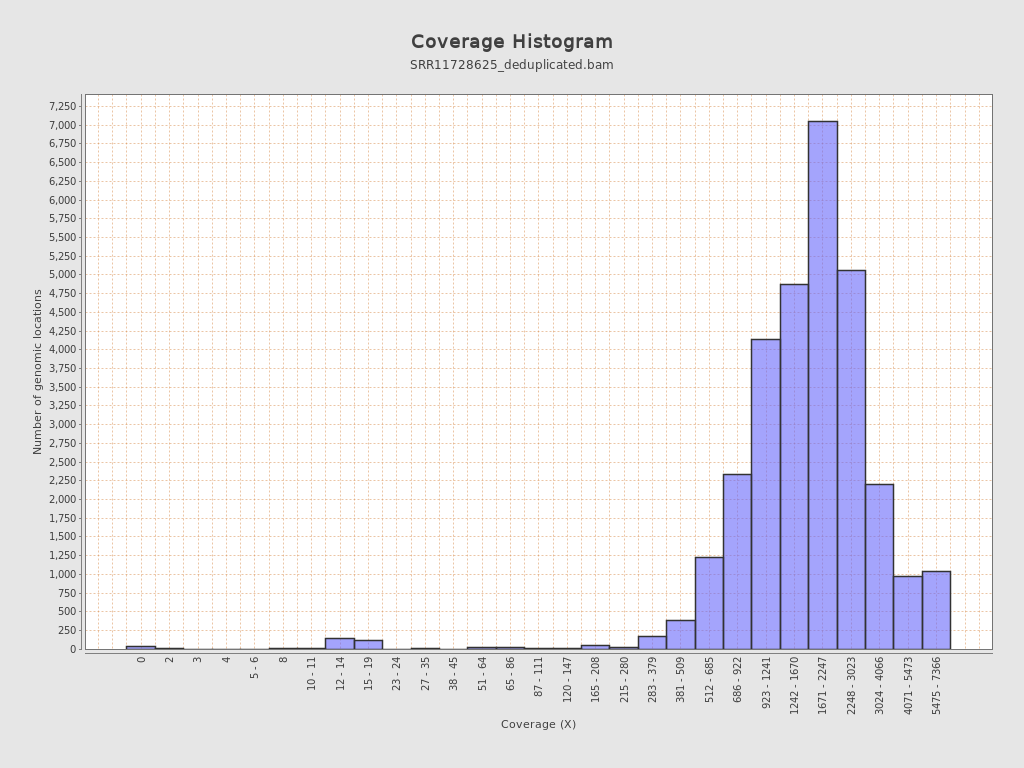 Coverage Histogram
SRR11728625_deduplicated.bam
Number of genomic locations
7,250
7,000
6,750
6,500
6,250
6,000
5,750
5,500
5,250
5,000
4,750
4,500
4,250
4,000
3,750
3,500
3,250
3,000
2,750
2,500
2,250
2,000
1,750
1,500
1,250
1,000
750
500
250
0
0
2
3
4
5 - 6
8
10 - 11
12 - 14
15 - 19
23 - 24
27 - 35
38 - 45
51 - 64
65 - 86
87 - 111
120 - 147
165 - 208
215 - 280
283 - 379
381 - 509
512 - 685
686 - 922
923 - 1241
1242 - 1670
1671 - 2247
2248 - 3023
3024 - 4066
4071 - 5473
5475 - 7366
Coverage (X)